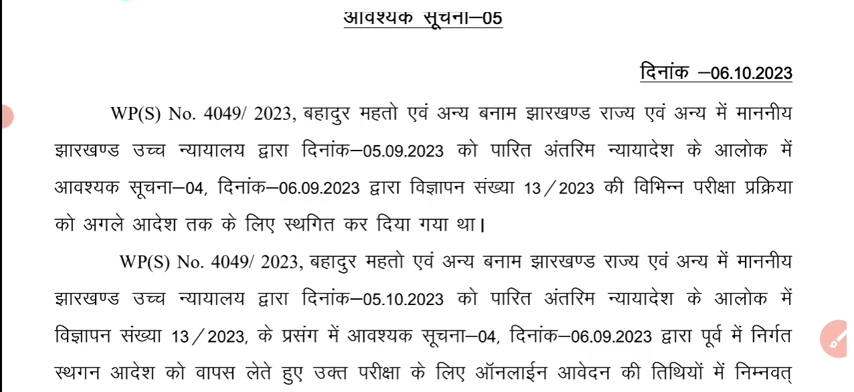 आवश्यक सूचना–05
दिनांक –06.10.2023
WP(S) No. 4049/ 2023, बहादुर महतो एवं अन्य बनाम झारखण्ड राज्य एवं अन्य में माननीय
झारखण्ड उच्च न्यायालय द्वारा दिनांक–05.09.2023 को पारित अंतरिम न्यायादेश के आलोक में
आवश्यक सूचना–04, दिनांक–06.09.2023 द्वारा विज्ञापन संख्या 13/2023 की विभिन्न परीक्षा प्रक्रिया
को अगले आदेश तक के लिए स्थगित कर दिया गया था।
WP(S) No. 4049/ 2023, बहादुर महतो एवं अन्य बनाम झारखण्ड राज्य एवं अन्य में माननीय
झारखण्ड उच्च न्यायालय द्वारा दिनांक–05.10.2023 को पारित अंतरिम न्यायादेश के आलोक में
विज्ञापन संख्या 13/2023, के प्रसंग में आवश्यक सूचना–04, दिनांक–06.09.2023 द्वारा पूर्व में निर्गत
स्थगन आदेश को वापस लेते हुए उक्त परीक्षा के लिए ऑनलाईन आवेदन की तिथियों में निम्नवत्